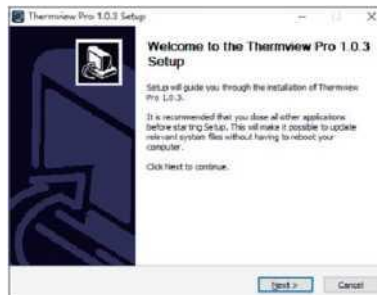 Thermview Pro 1.0.3 Setup
Welcome to the Thermview Pro 1.0.3
Setup
Setup will guide you through the installation of Thermview
Pro 1.0.3.
It is recommended that you close all other applications
before starting Setup. This will make it possible to update
relevant system files without having to reboot your
computer.
Click Next to continue.
Next >
Cancel